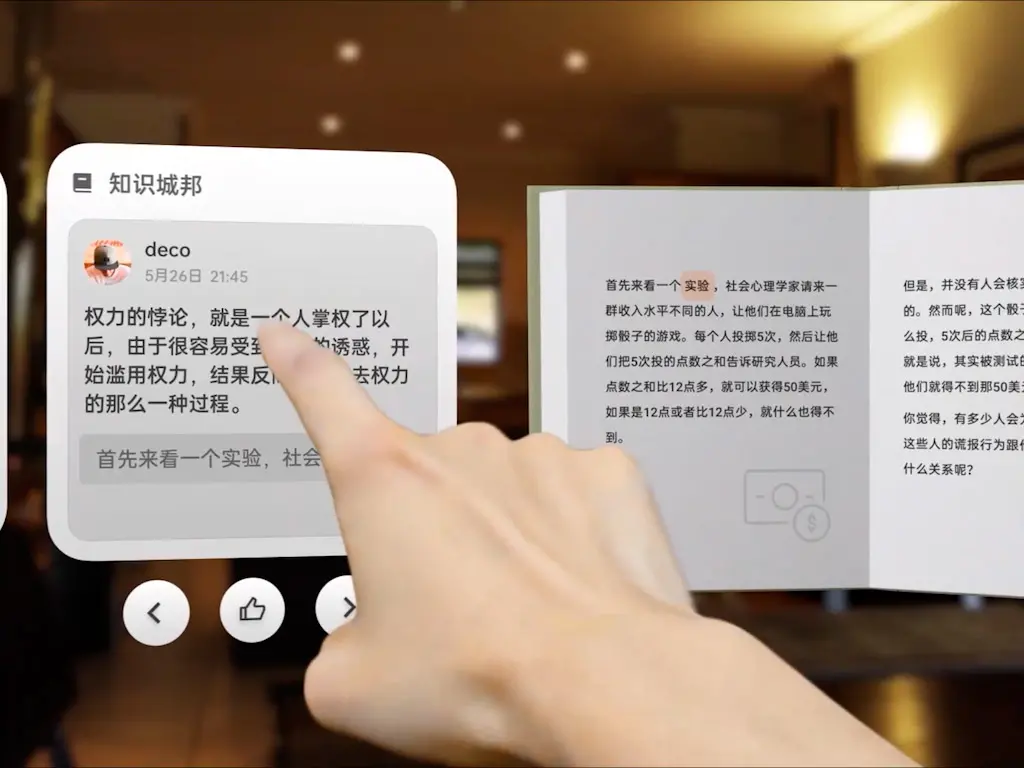 知识城邦
deco
5月26日 21:45
权力的悖论，就是一个人掌权了以
后，由于很容易受到 的诱惑，开
始滥用权力，结果反 去权力
的那么一种过程。
首先来看一个实验，社会
首先来看一个实验，社会心理学家请来一
群收入水平不同的人，让他们在电脑上玩
掷骰子的游戏。每个人投掷5次，然后让他
们把5次投的点数之和告诉研究人员。如果
点数之和比12点多，就可以获得50美元，
如果是12点或者比12点少，就什么也得不
到。
$
但是，并没有人会核
的。然而呢，这个骰
么投，5次后的点数之
就是说，其实被测试
他们就得不到那50美
你觉得，有多少人会
这些人的谎报行为跟
什么关系呢？